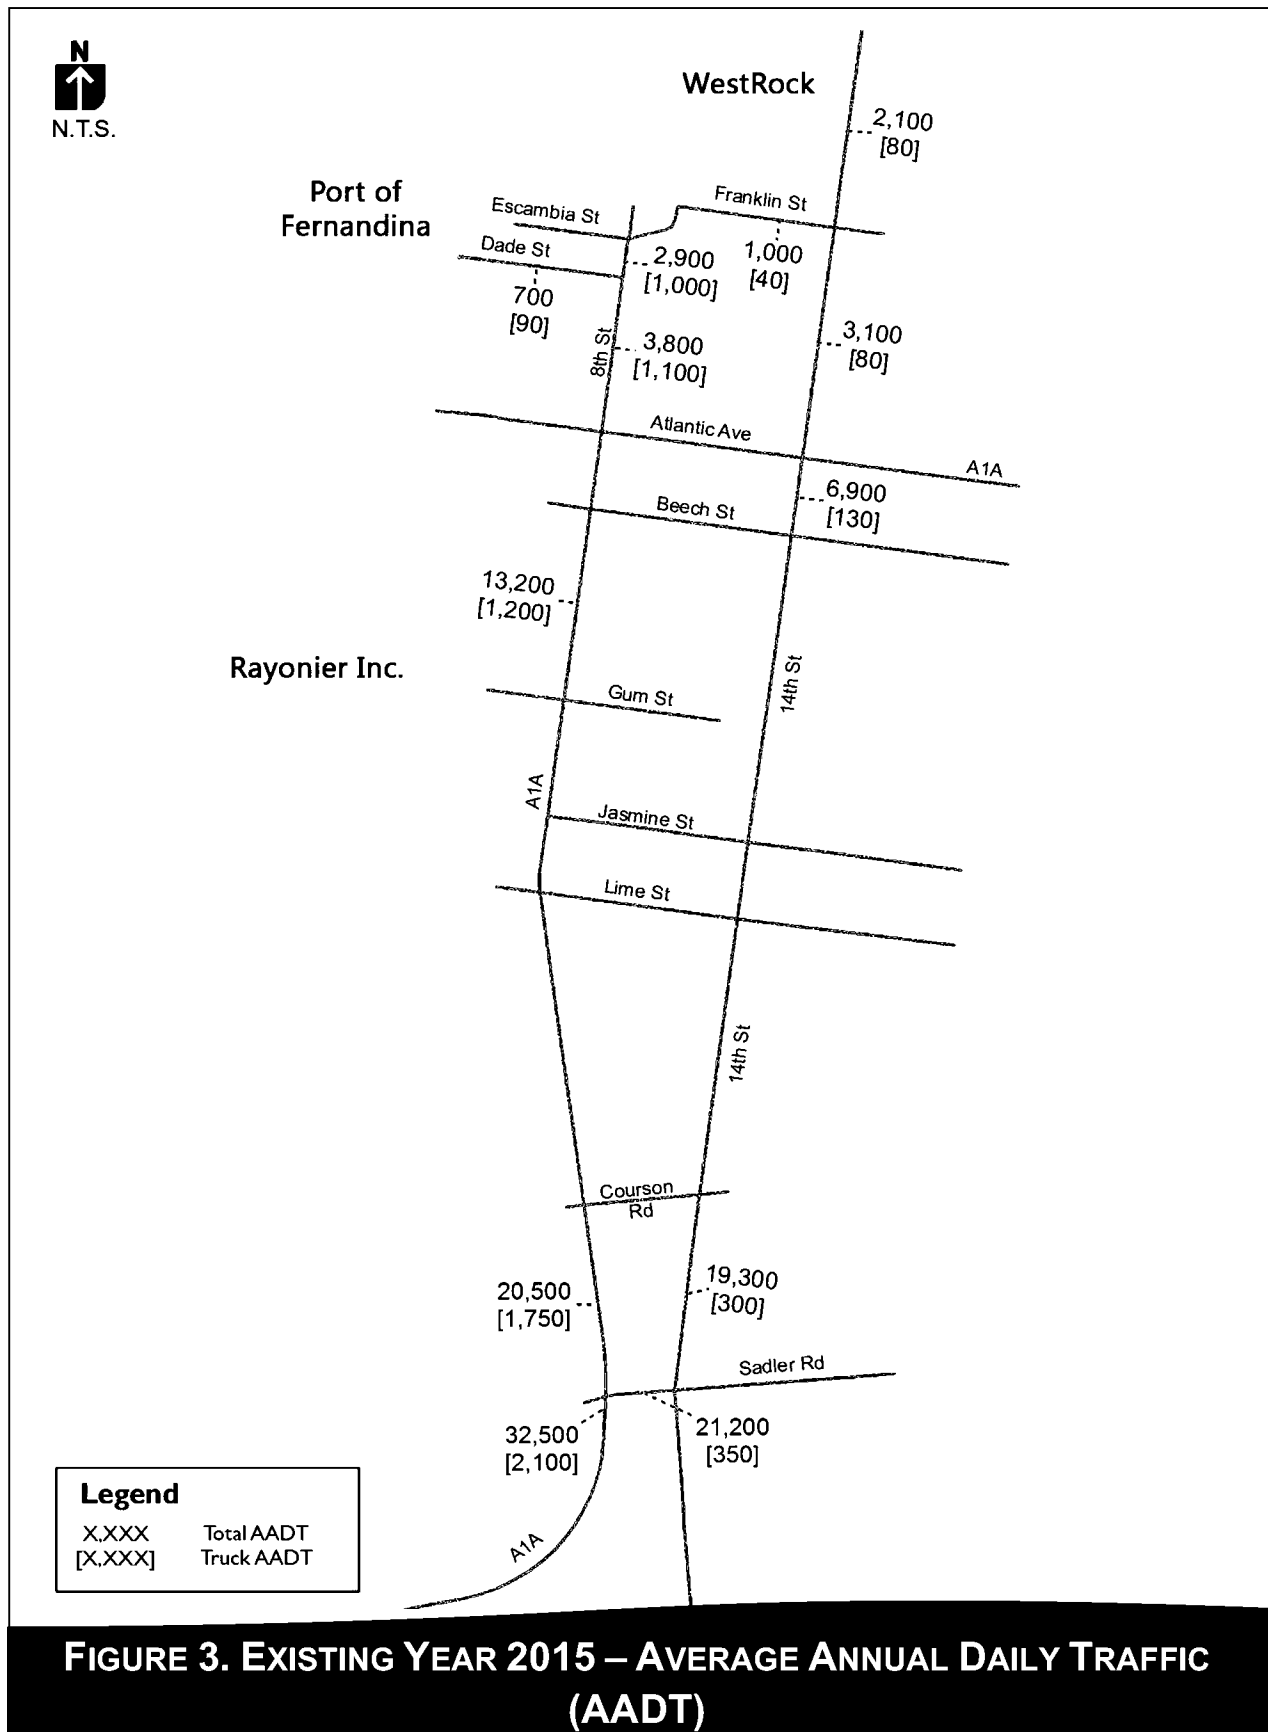 N
N.T.S.
WestRock
2,100
[80]
Port of
Fernandina
Escambia St
Franklin St
Dade St
2,900
[1,000]
1,000
[40]
700
[90]
8th St
3,800
[1,100]
3,100
[80]
Atlantic Ave
A1A
6,900
[130]
Beech St
13,200
[1,200]
Rayonier Inc.
14th St
Gum St
A1A
Jasmine St
Lime St
14th St
Courson
Rd
20,500
[1,750]
19,300
[300]
Sadler Rd
32,500
[2,100]
21,200
[350]
A1A
Legend
X,XXX Total AADT
[X,XXX] Truck AADT
FIGURE 3. EXISTING YEAR 2015 – AVERAGE ANNUAL DAILY TRAFFIC
(AADT)